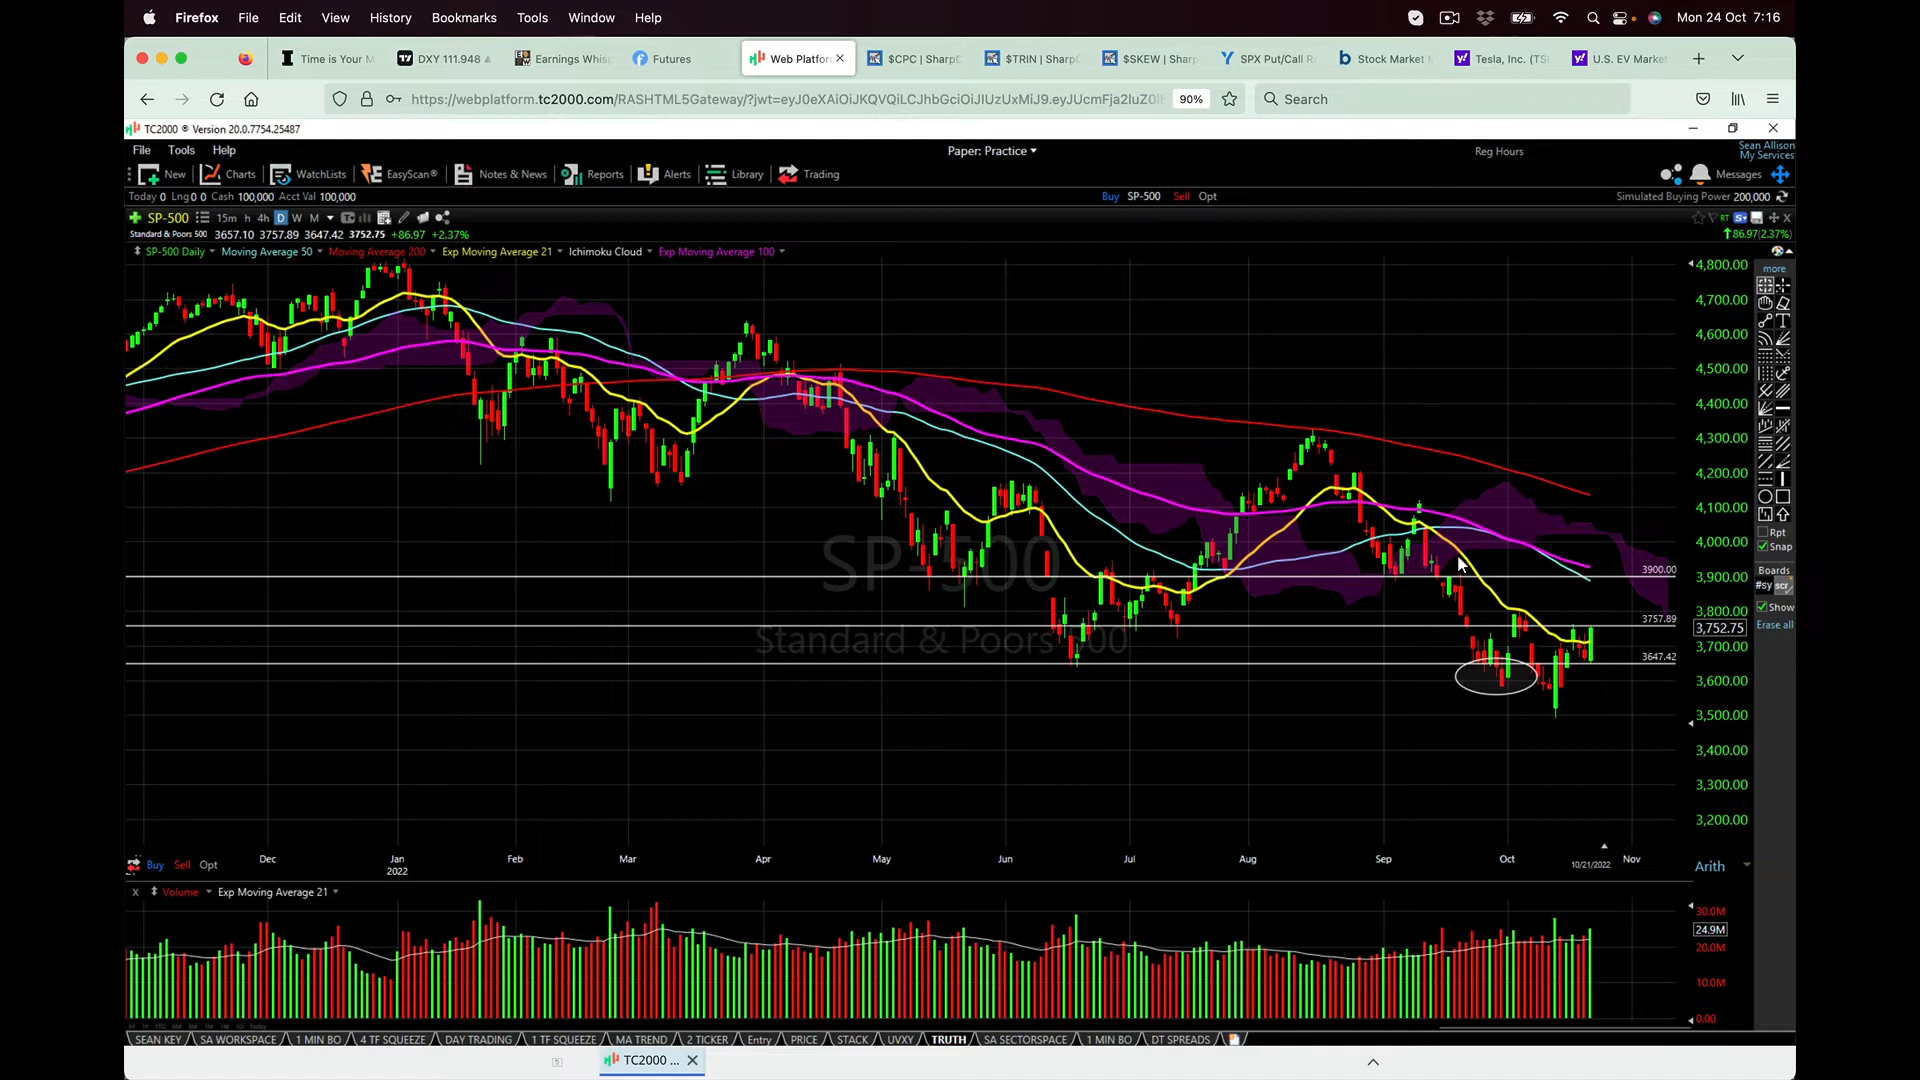 Firefox File Edit View History Bookmarks Tools Window Help Mon 24 Oct 7:16
Time is Your M DXY 111.948 Earnings Whis Futures Web Platfor $CPC | SharpC $TRIN | SharpC $SKEW | Sharp SPX Put/Call R Stock Market Tesla, Inc. (TS U.S. EV Market
https://webplatform.tc2000.com/RASHTML5Gateway/?jwt= 90% Search
TC2000 ® Version 20.0.7754.25487
File Tools Help Paper: Practice Reg Hours Sean Allison
My Services
New Charts WatchLists EasyScan® Notes & News Reports Alerts Library Trading Messages
Today 0 Lng 0 0 Cash 100,000 Acct Val 100,000 Buy SP-500 Sell Opt Simulated Buying Power 200,000
SP-500 15m h 4h D W M RT
Standard & Poors 500 3657.10 3757.89 3647.42 3752.75 +86.97 +2.37% 86.97(2.37%)
SP-500 Daily Moving Average 50 Moving Average 200 Exp Moving Average 21 Ichimoku Cloud Exp Moving Average 100
4,800.00
more
4,700.00
4,600.00
4,500.00
4,400.00
4,300.00
4,200.00
4,100.00
Rpt
4,000.00
Snap
SP-500
3900.00
3,900.00
Boards
#sy scr
3,800.00
Show
3757.89
3,752.75
Erase all
Standard & Poors 500
3,700.00
3647.42
3,600.00
3,500.00
3,400.00
3,300.00
3,200.00
Dec Jan Feb Mar Apr May Jun Jul Aug Sep Oct Nov
2022 10/21/2022
Buy Sell Opt Arith
X Volume Exp Moving Average 21
30.0M
24.9M
20.0M
10.0M
0.00
SEAN KEY SA WORKSPACE 1 MIN BO 4 TF SQUEEZE DAY TRADING 1 TF SQUEEZE MA TREND 2 TICKER Entry PRICE STACK UVXY TRUTH SA SECTORSPACE 1 MIN BO DT SPREADS
TC2000 ...